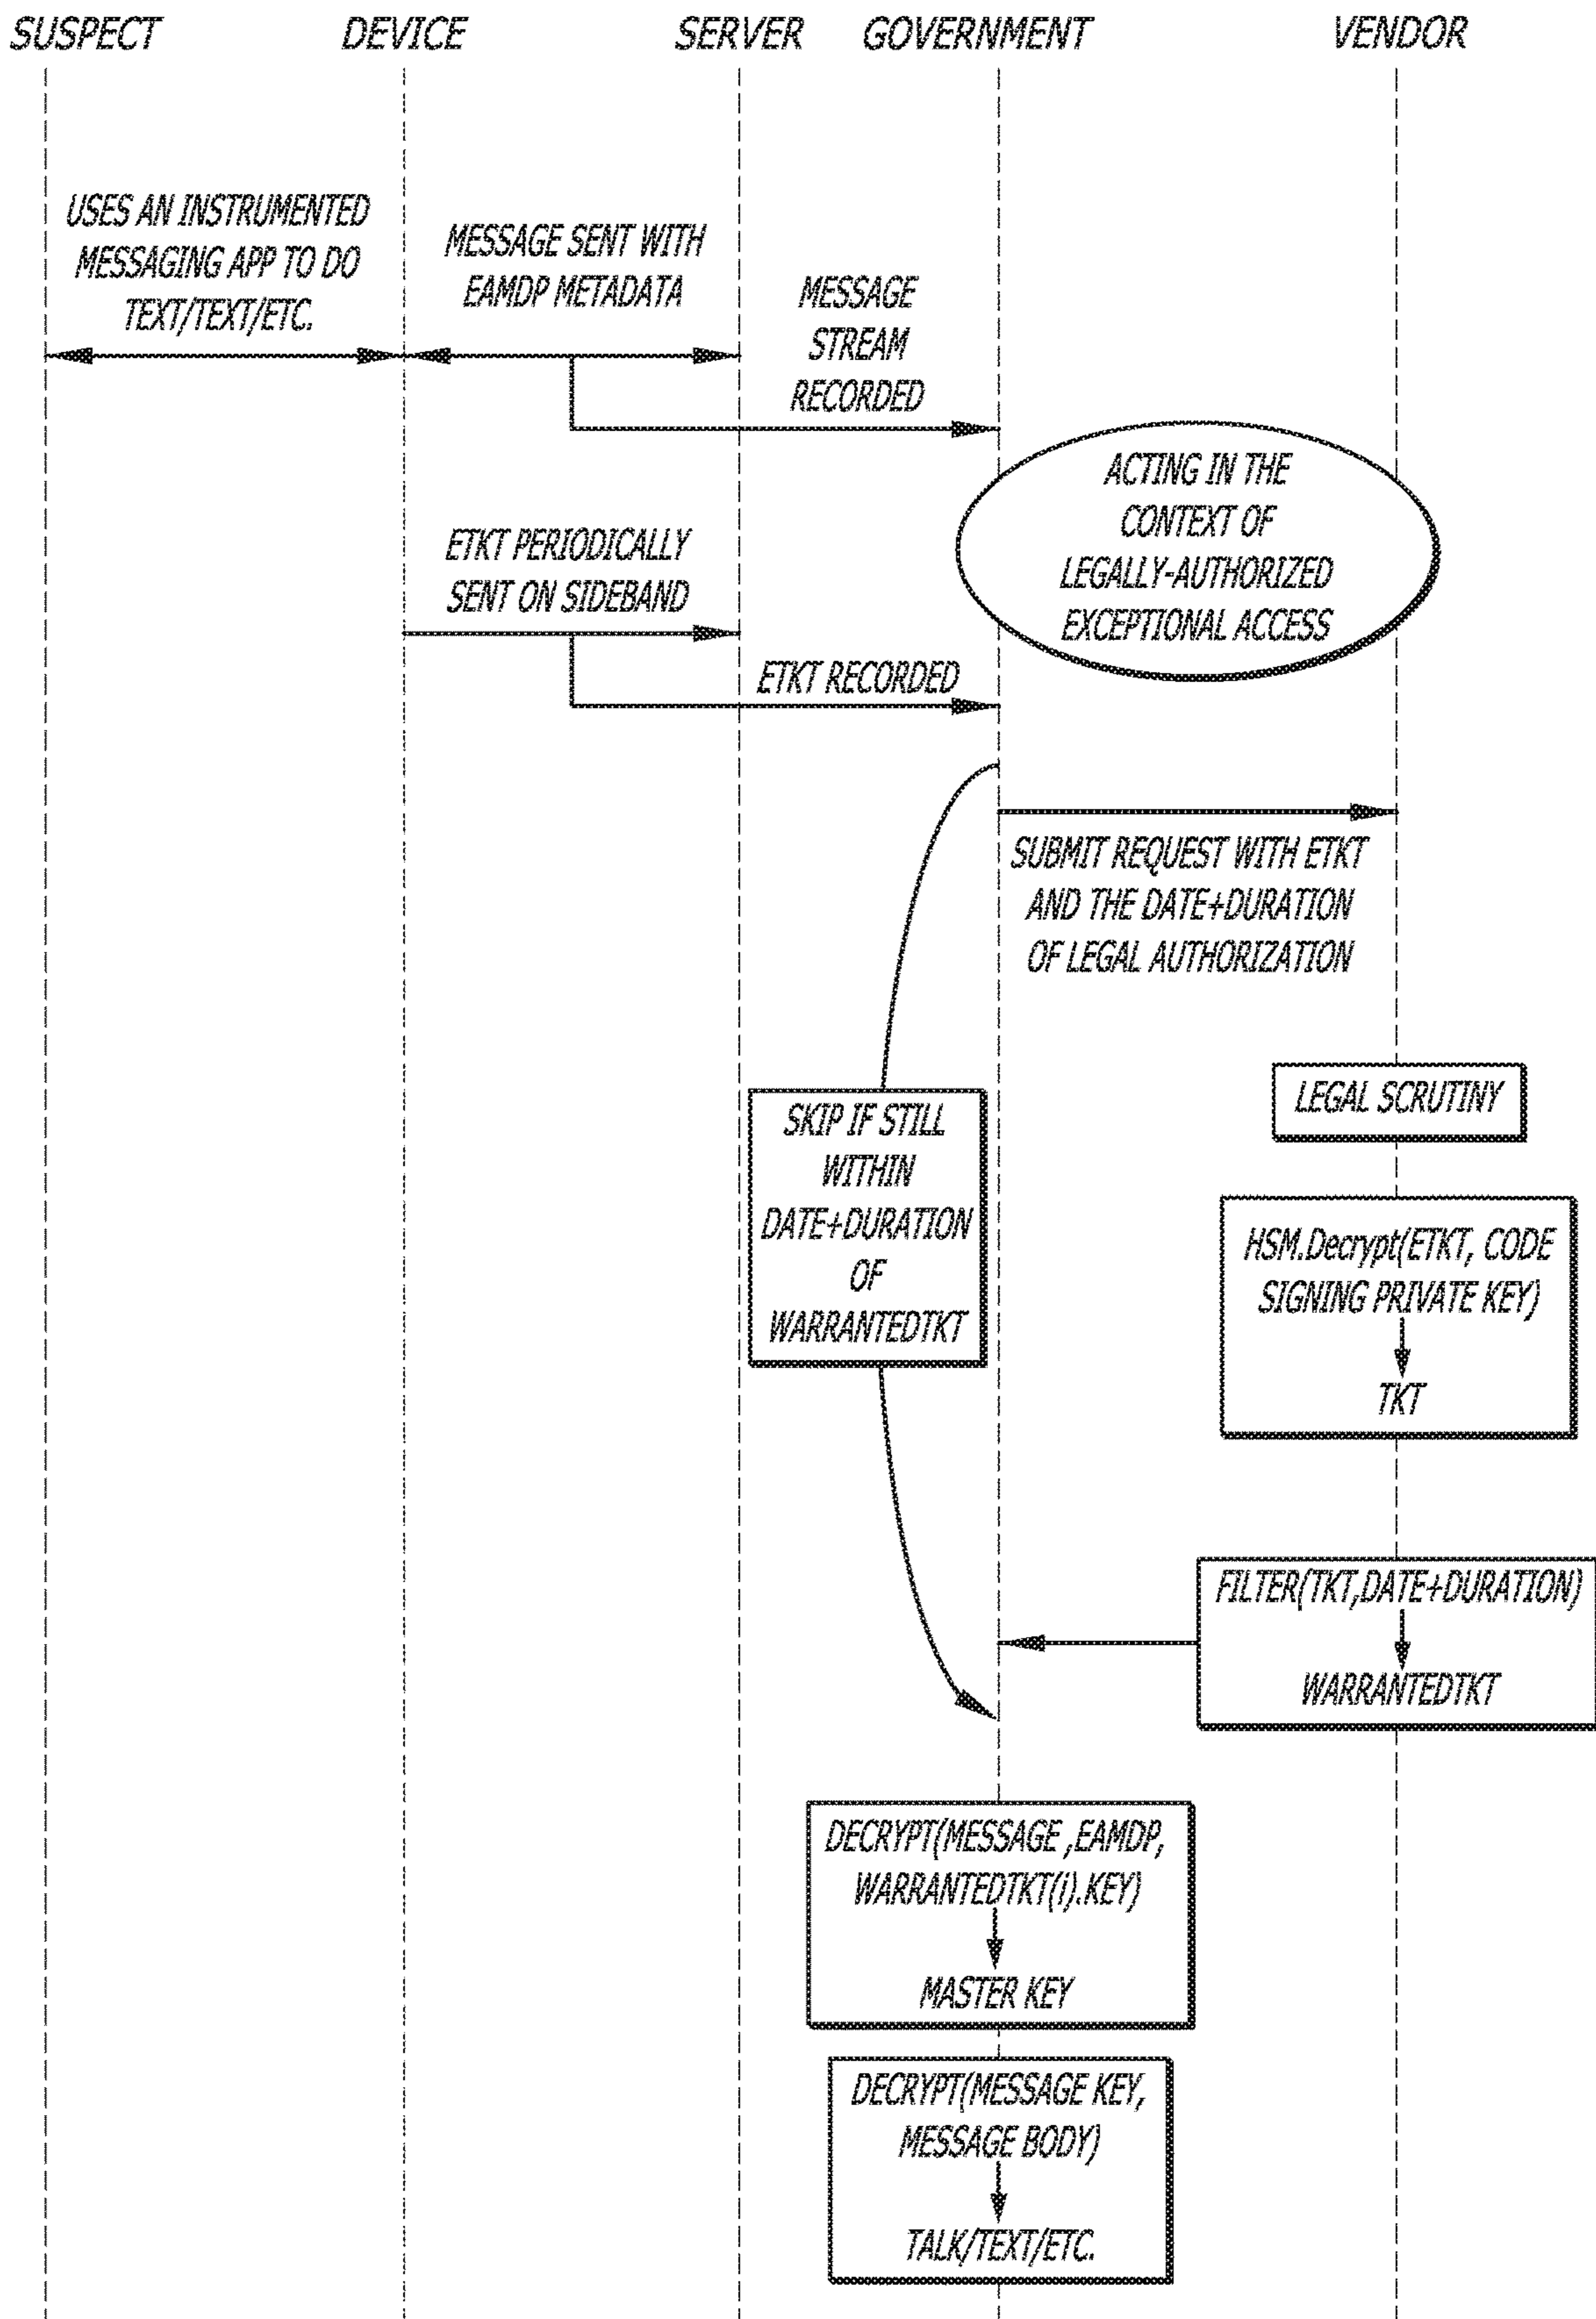 SUSPECT DEVICE SERVER GOVERNMENT VENDOR
USES AN INSTRUMENTED
MESSAGING APP TO DO
TEXT/TEXT/ETC.
MESSAGE SENT WITH
EAMDP METADATA
MESSAGE
STREAM
RECORDED
ACTING IN THE
CONTEXT OF
LEGALLY-AUTHORIZED
EXCEPTIONAL ACCESS
ETKT PERIODICALLY
SENT ON SIDEBAND
ETKT RECORDED
SUBMIT REQUEST WITH ETKT
AND THE DATE+DURATION
OF LEGAL AUTHORIZATION
LEGAL SCRUTINY
SKIP IF STILL
WITHIN
DATE+DURATION
OF
WARRANTEDTKT
HSM.Decrypt(ETKT, CODE
SIGNING PRIVATE KEY)
TKT
FILTER(TKT,DATE+DURATION)
WARRANTEDTKT
DECRYPT(MESSAGE ,EAMDP,
WARRANTEDTKT(i).KEY)
MASTER KEY
DECRYPT(MESSAGE KEY,
MESSAGE BODY)
TALK/TEXT/ETC.